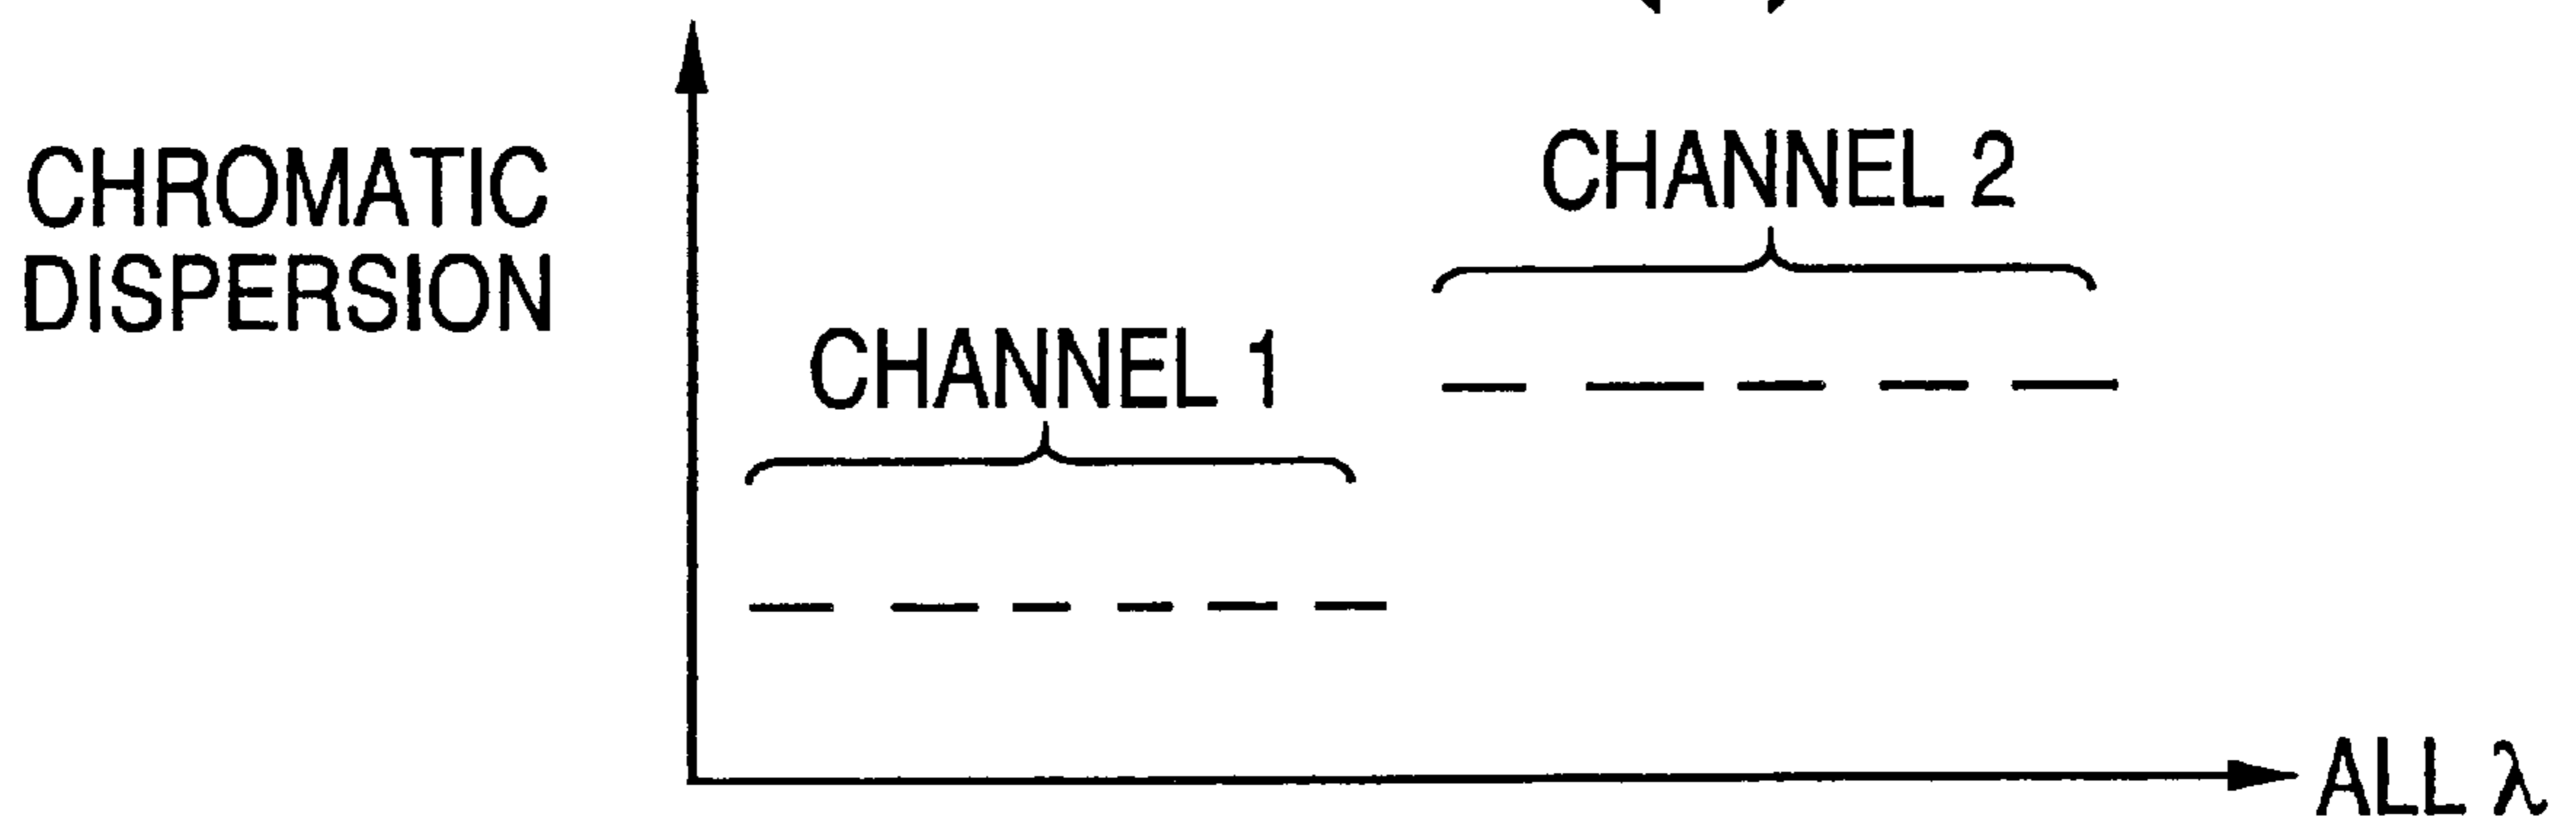 CHROMATIC
DISPERSION
CHANNEL 1
CHANNEL 2
ALL λ